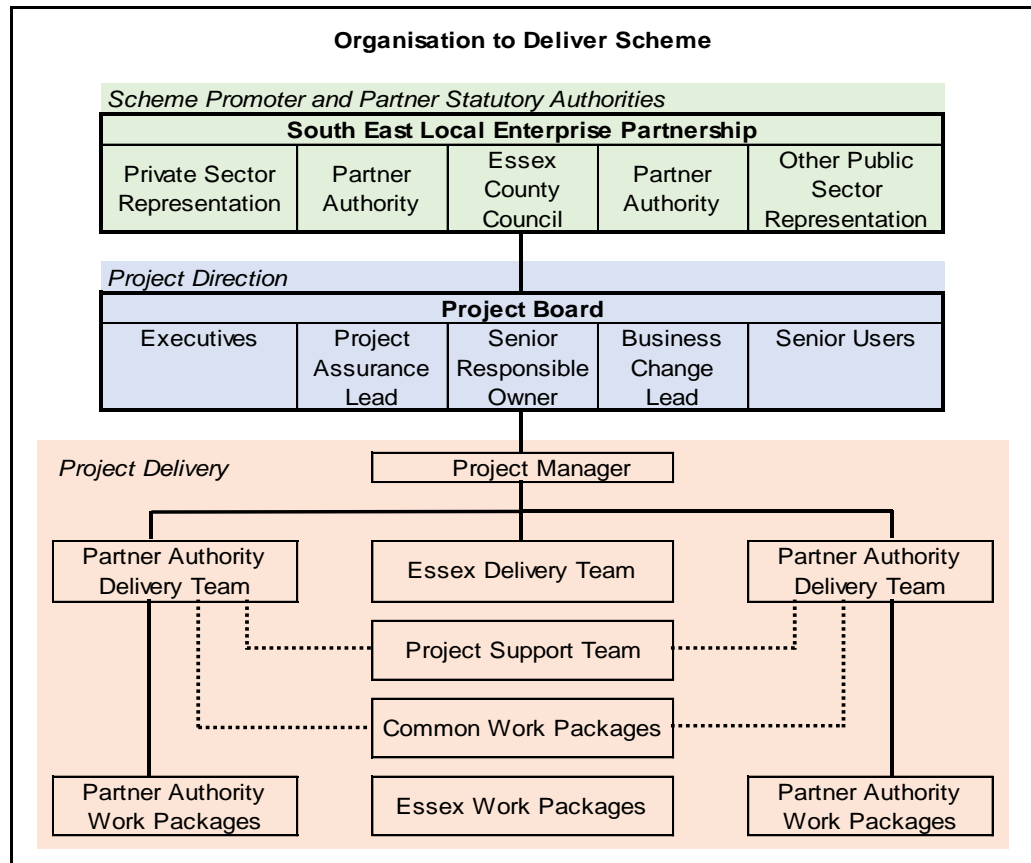 Organisation to Deliver Scheme
Scheme Promoter and Partner Statutory Authorities
South East Local Enterprise Partnership
Private Sector
Representation
Partner
Authority
Essex
County
Council
Partner
Authority
Other Public
Sector
Representation
Project Direction
Project Board
Executives
Project
Assurance
Lead
Senior
Responsible
Owner
Business
Change
Lead
Senior Users
Project Delivery
Project Manager
Partner Authority
Delivery Team
Essex Delivery Team
Partner Authority
Delivery Team
Project Support Team
Common Work Packages
Partner Authority
Work Packages
Essex Work Packages
Partner Authority
Work Packages